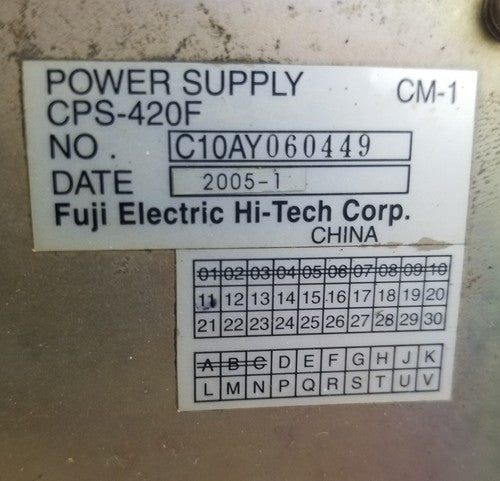 POWER SUPPLY CM-1
CPS-420F
NO. C10AY060449
DATE 2005-1
Fuji Electric Hi-Tech Corp.
CHINA
01 02 03 04 05 06 07 08 09 10
11 12 13 14 15 16 17 18 19 20
21 22 23 24 25 26 27 28 29 30
A B C D E F G H J K
L M N P Q R S T U V